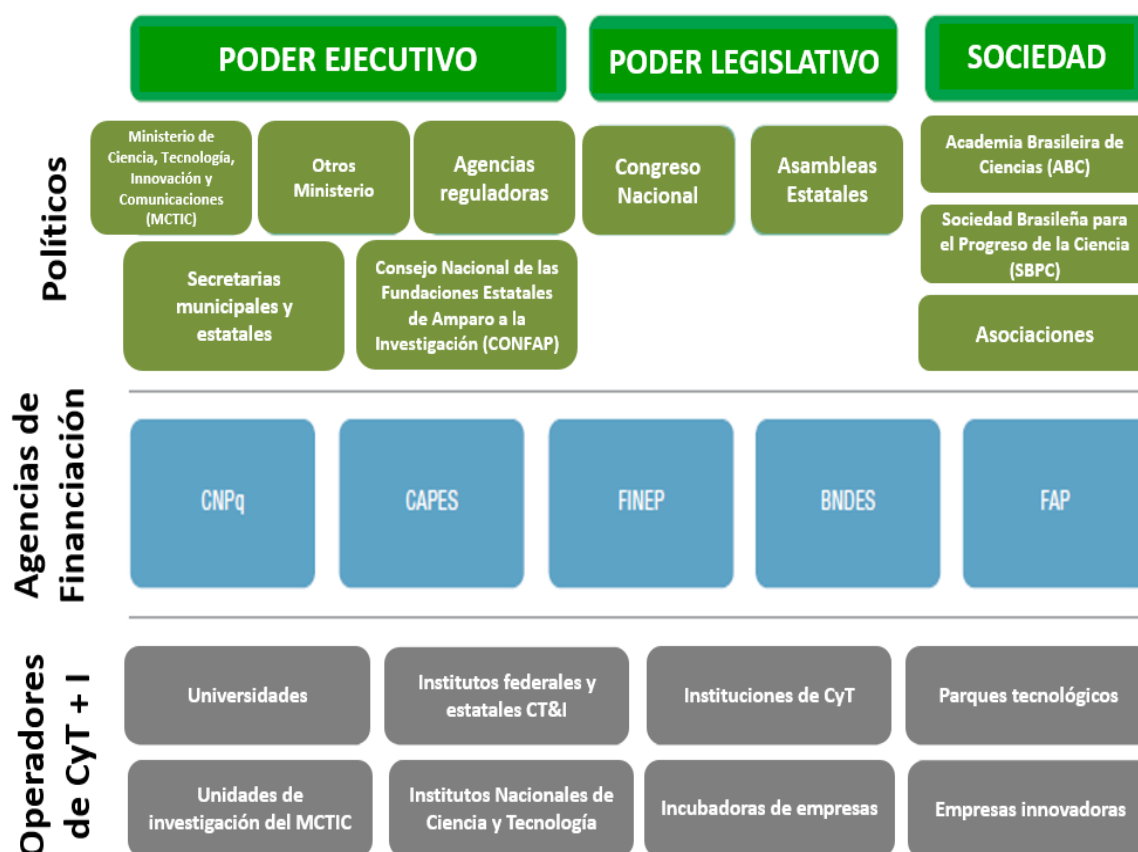 PODER EJECUTIVO
PODER LEGISLATIVO
SOCIEDAD
Políticos
Ministerio de
Ciencia, Tecnología,
Innovación y
Comunicaciones
(MCTIC)
Otros
Ministerio
Agencias
reguladoras
Congreso
Nacional
Asambleas
Estatales
Academia Brasileira de
Ciencias (ABC)
Sociedad Brasileña para
el Progreso de la Ciencia
(SBPC)
Asociaciones
Secretarias
municipales y
estatales
Consejo Nacional de las
Fundaciones Estatales
de Amparo a la
Investigación (CONFAP)
Agencias de
Financiación
CNPq
CAPES
FINEP
BNDES
FAP
Operadores
de CyT + I
Universidades
Institutos federales y
estatales CT&I
Instituciones de CyT
Parques tecnológicos
Unidades de
investigación del MCTIC
Institutos Nacionales de
Ciencia y Tecnología
Incubadoras de empresas
Empresas innovadoras